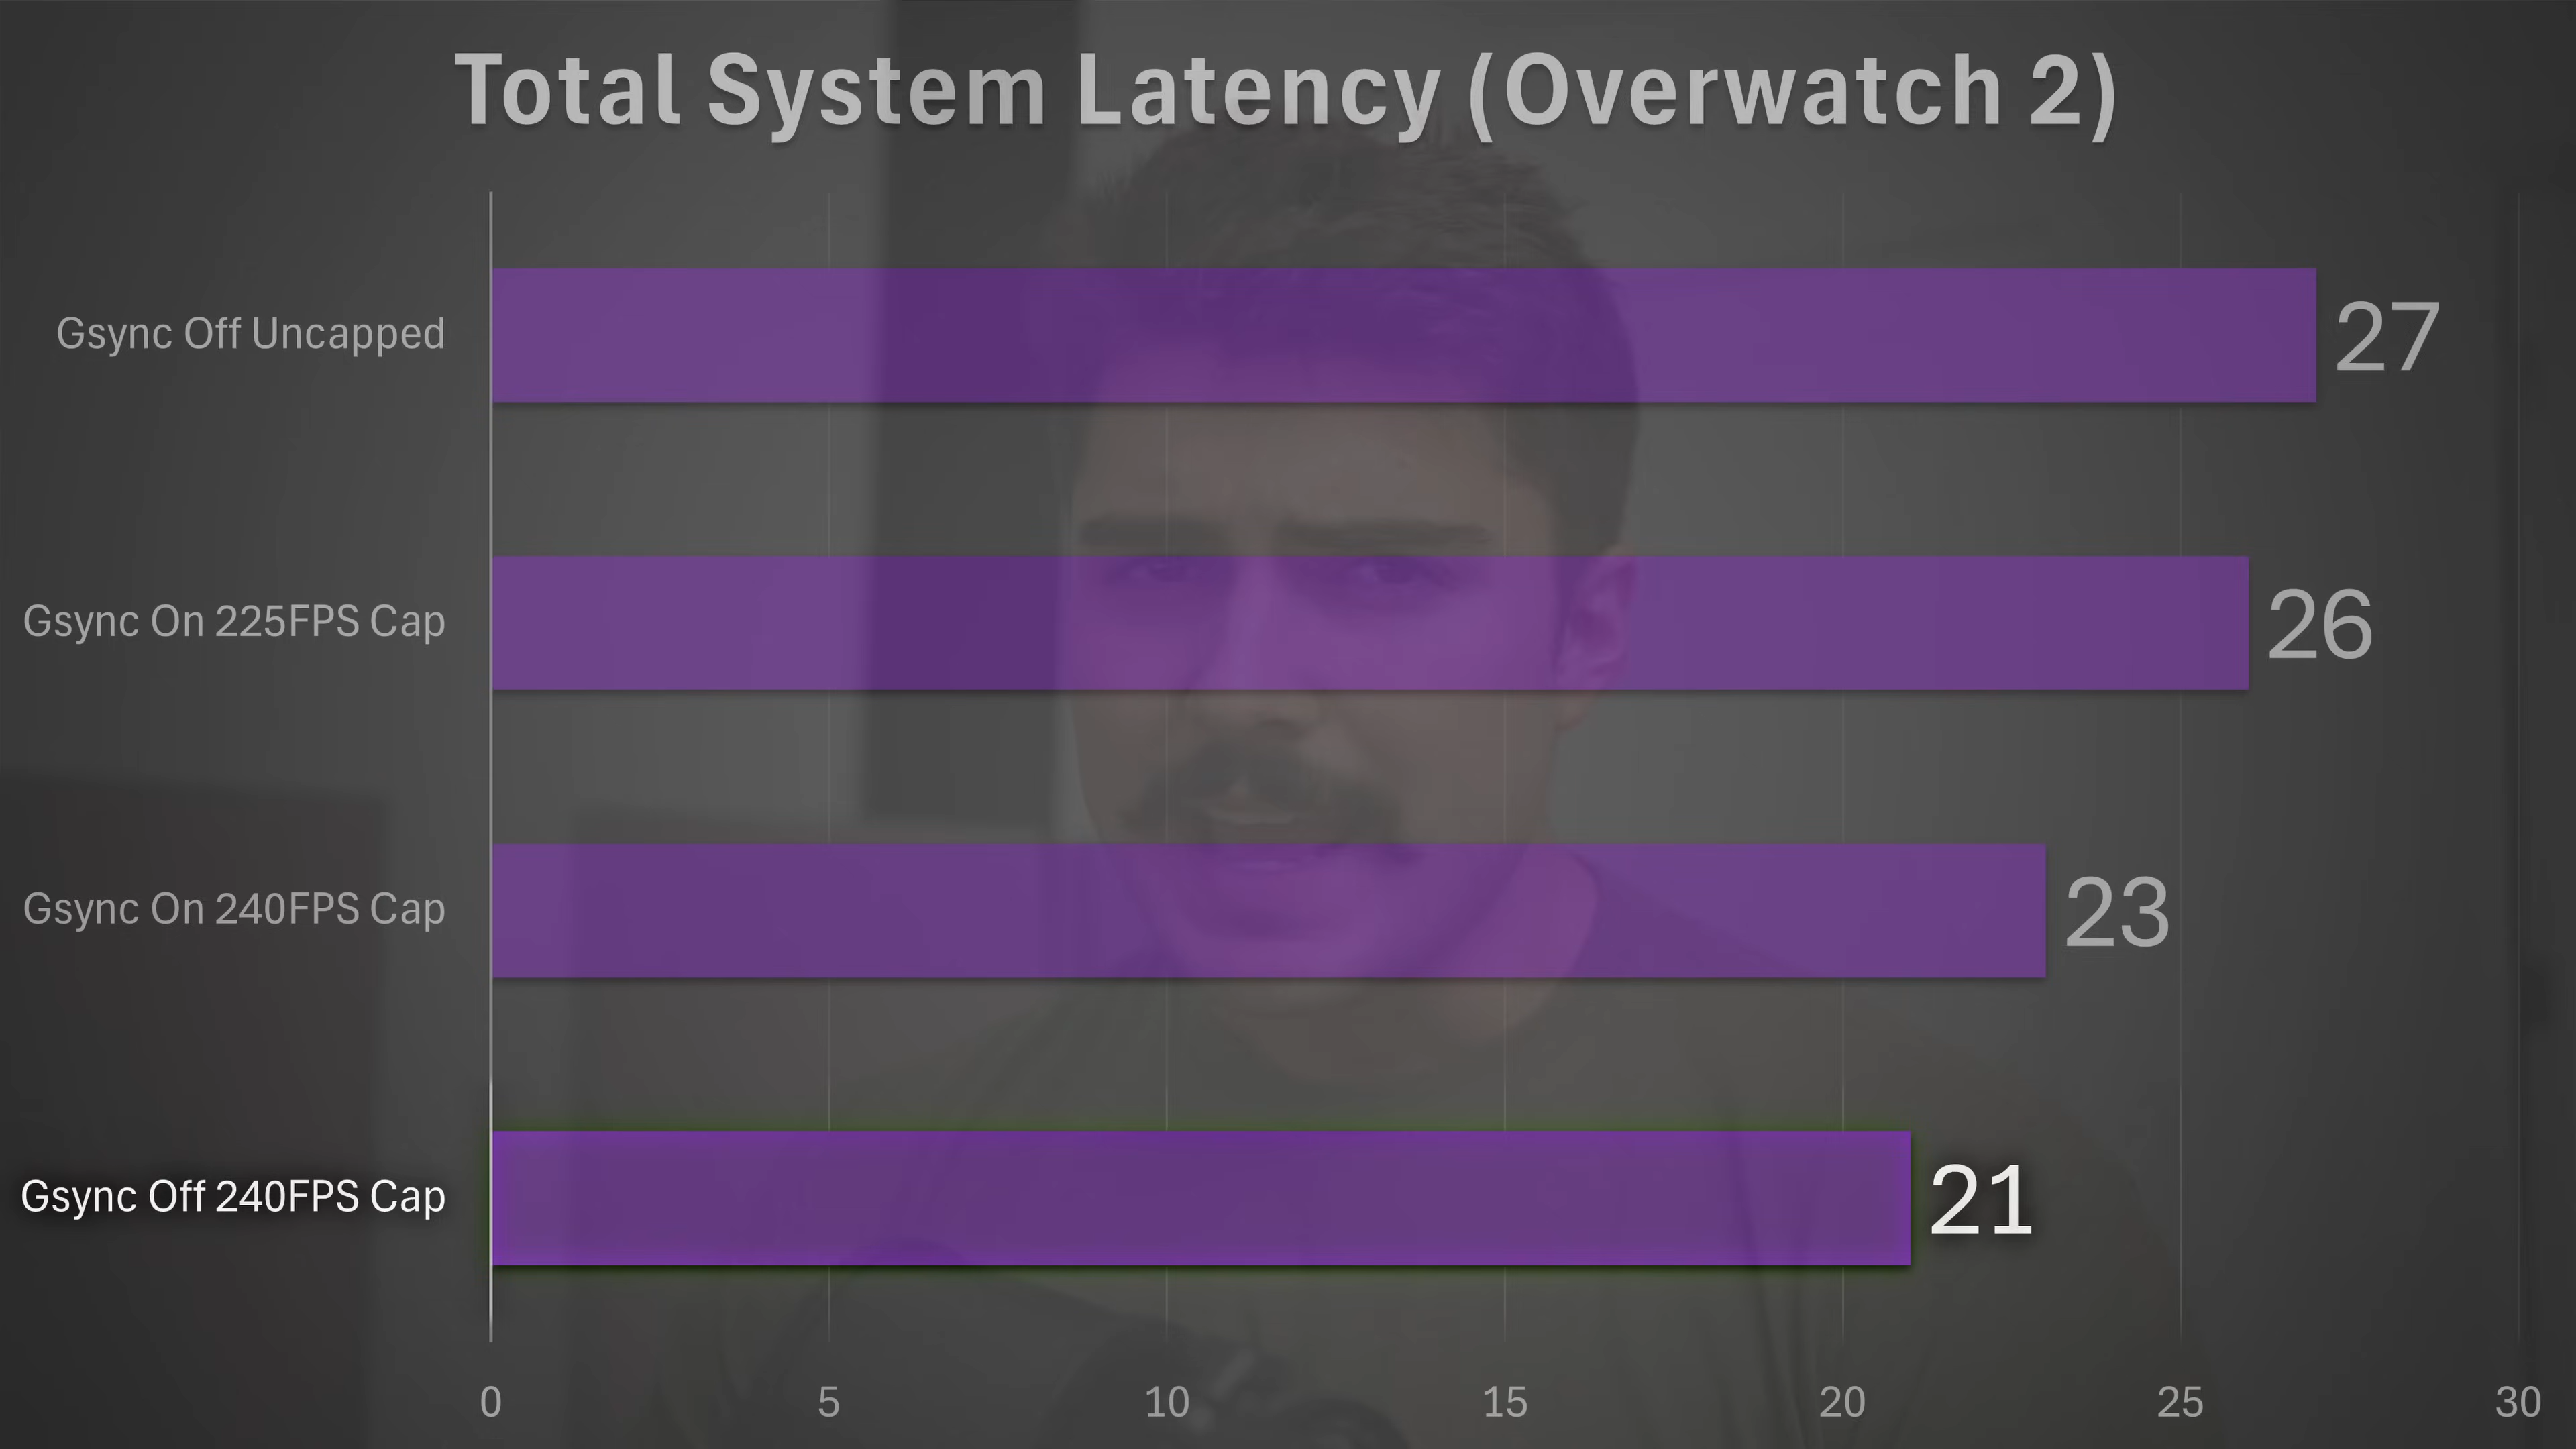 Total System Latency (Overwatch 2)
Gsync Off Uncapped
27
Gsync On 225FPS Cap
26
Gsync On 240FPS Cap
23
Gsync Off 240FPS Cap
21
0 5 10 15 20 25 30